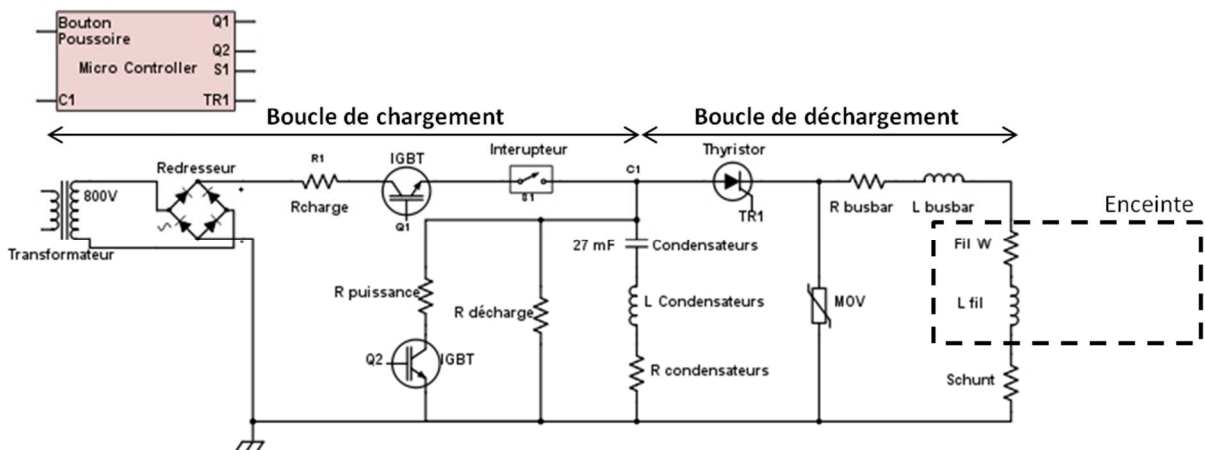 Bouton
Poussoire
Q1
Q2
Micro Controller
S1
C1
TR1
Boucle de chargement
Boucle de déchargement
Redresseur
R1
IGBT
Interupteur
C1
Thyristor
800V
+
S1
Rcharge
Q1
TR1
R busbar
L busbar
Enceinte
-
Transformateur
27 mF
Condensateurs
Fil W
R puissance
R décharge
L Condensateurs
MOV
L fil
Q2
IGBT
R condensateurs
Schunt